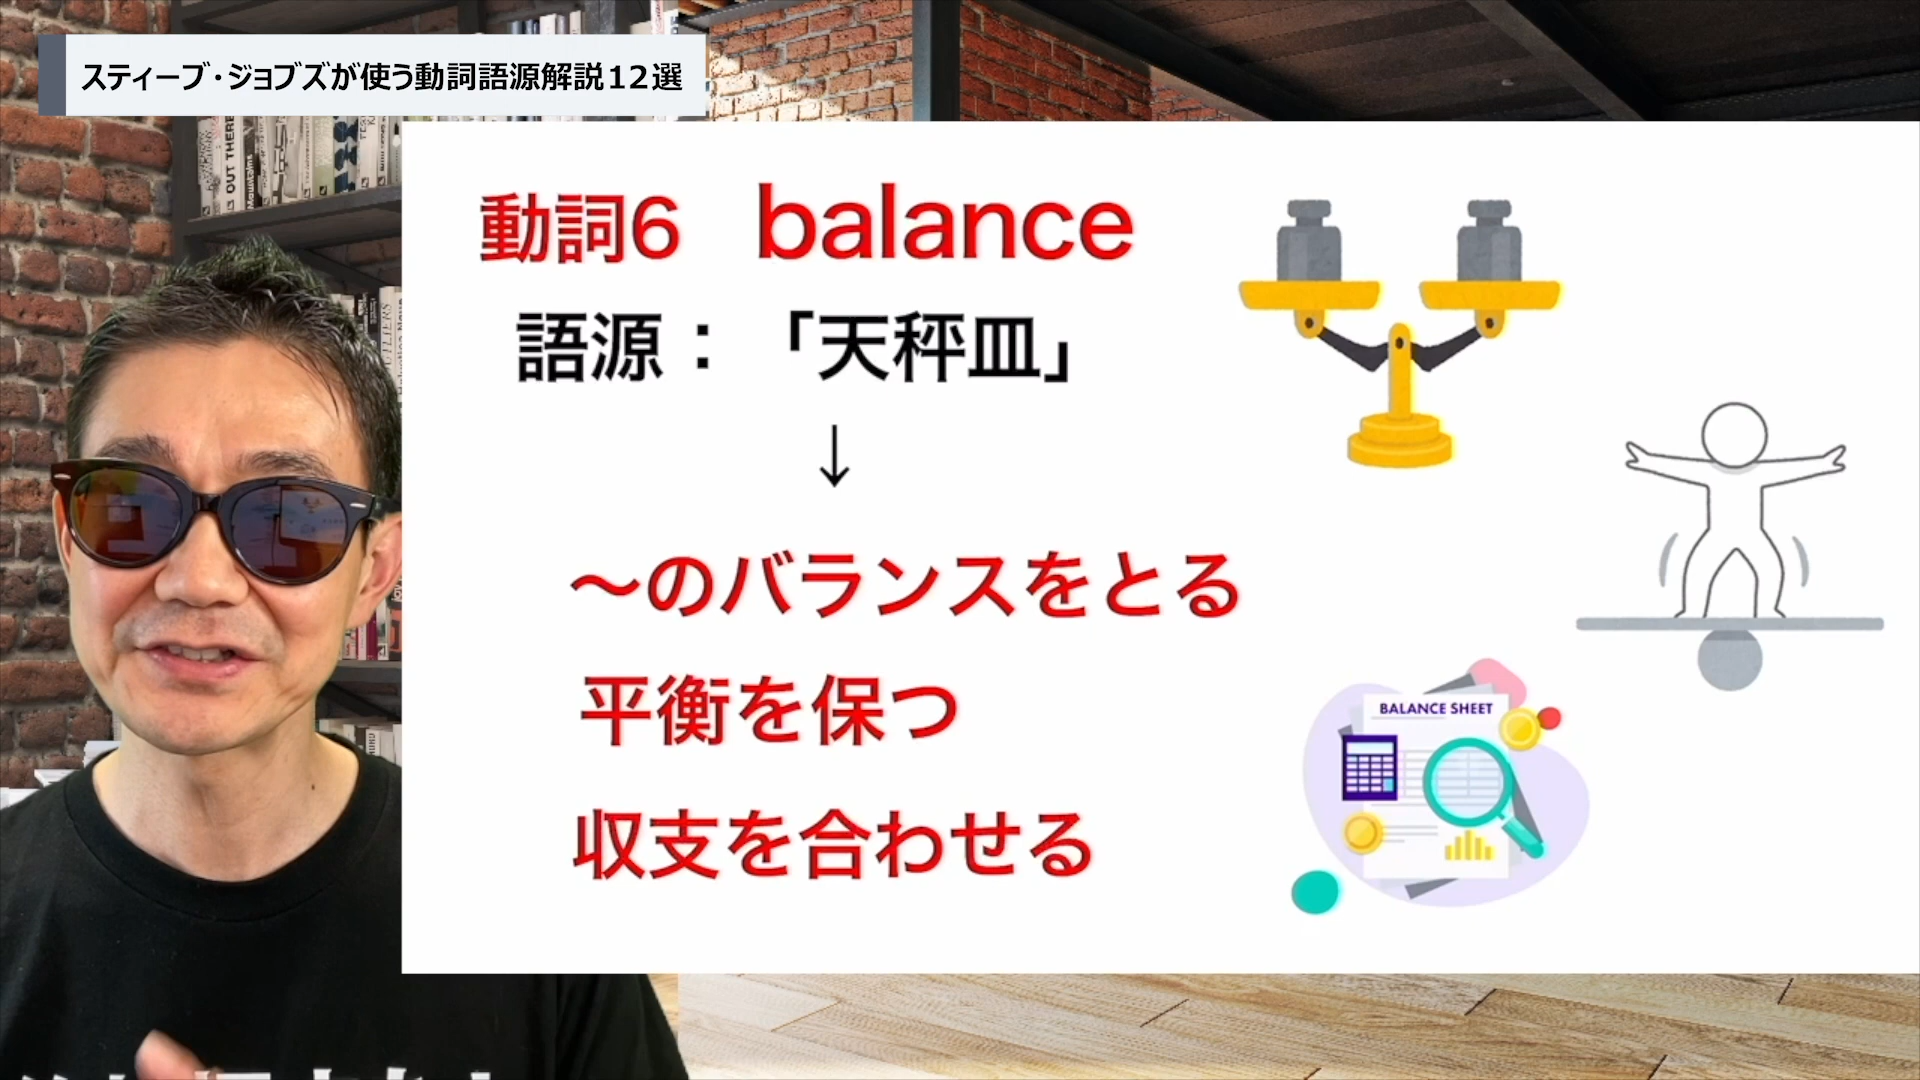 スティーブ・ジョブズが使う動詞語源解説12選
OUT THERE
動詞6 balance
語源:「天秤皿」
↓
〜のバランスをとる
平衡を保つ
BALANCE SHEET
収支を合わせる